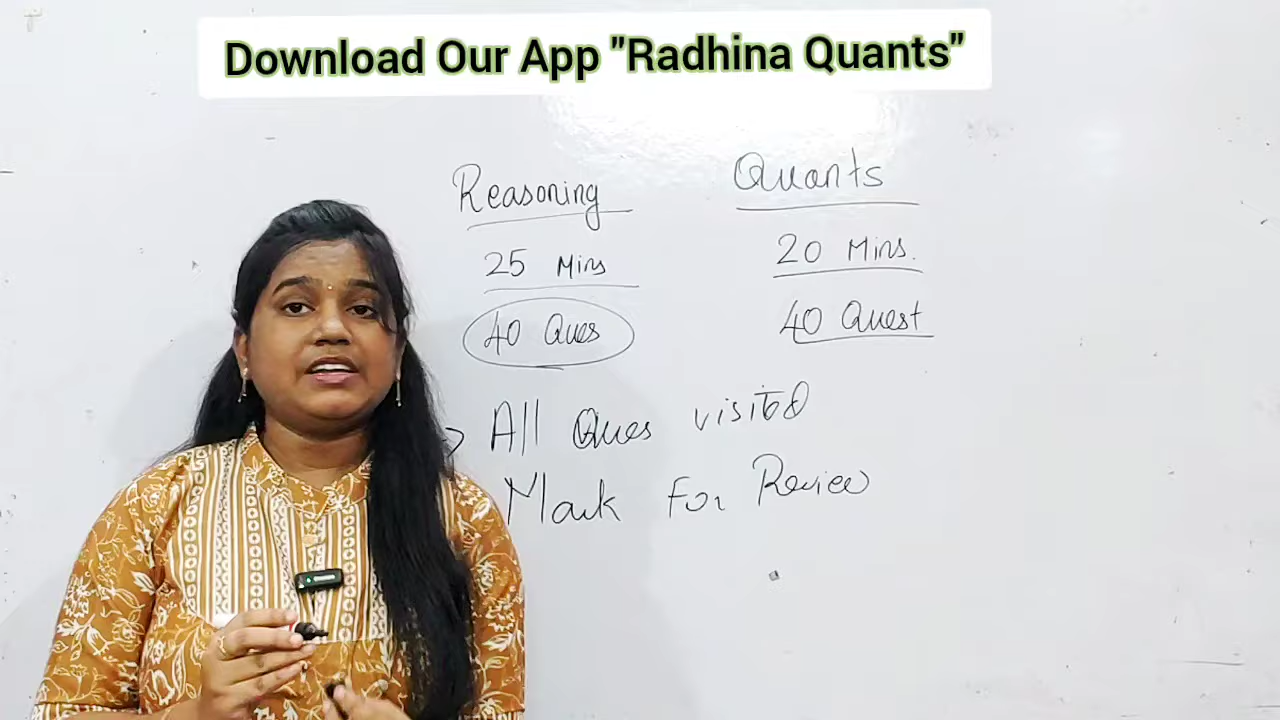 Download Our App "Radhina Quants"
Reasoning
Quants
25 Mins
20 Mins.
40 Ques
40 Quest
> All Ques visited
Mark For Review